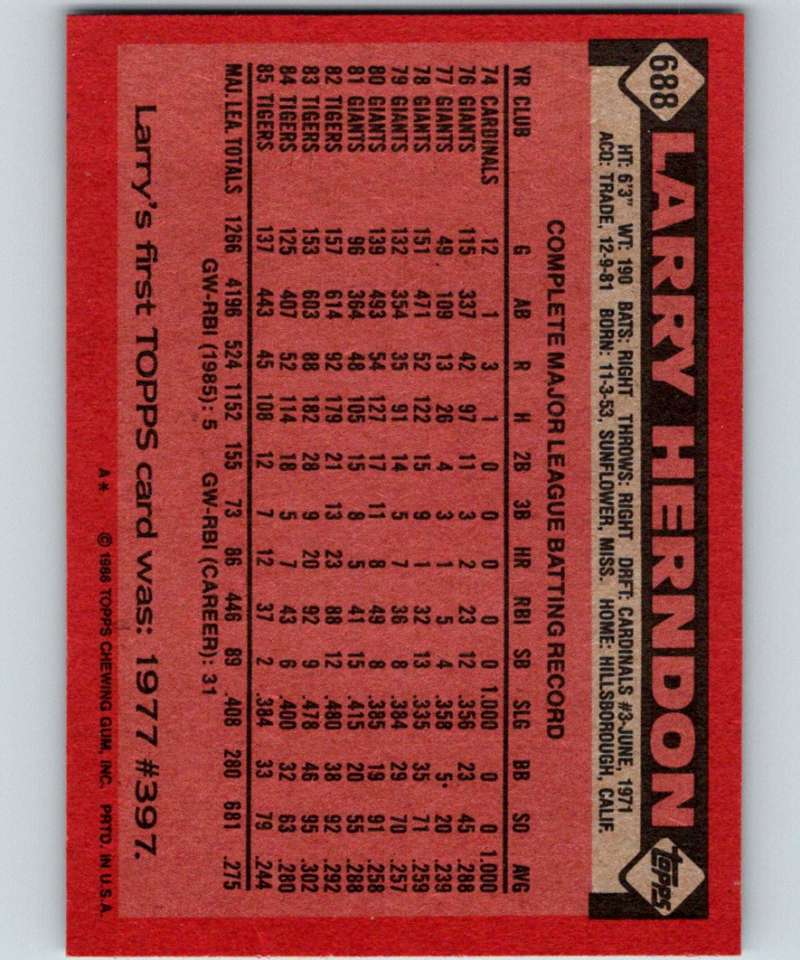 688 LARRY HERNDON topps
HT: 6'3" WT: 190 BATS: RIGHT THROWS: RIGHT DRFT: CARDINALS #3-JUNE, 1971
ACQ: TRADE, 12-9-81 BORN: 11-3-53, SUNFLOWER, MISS. HOME: HILLSBOROUGH, CALIF.
COMPLETE MAJOR LEAGUE BATTING RECORD
YR CLUB G AB R H 2B 3B HR RBI SB SLG BB SO AVG
74 CARDINALS 12 1 3 1 0 0 0 0 0 1.000 0 0 1.000
76 GIANTS 115 337 42 97 11 3 2 23 12 .356 23 45 .288
77 GIANTS 49 109 13 26 4 3 1 5 4 .358 5 20 .239
78 GIANTS 151 471 52 122 15 9 1 32 13 .335 35 71 .259
79 GIANTS 132 354 35 91 14 5 7 36 8 .384 29 70 .257
80 GIANTS 139 493 54 127 17 11 8 49 8 .385 19 91 .258
81 GIANTS 96 364 48 105 15 8 5 41 15 .415 20 55 .288
82 TIGERS 157 614 92 179 21 13 23 88 12 .480 38 92 .292
83 TIGERS 153 603 88 182 28 9 20 92 9 .478 46 95 .302
84 TIGERS 125 407 52 114 18 5 7 43 6 .400 32 63 .280
85 TIGERS 137 443 45 108 12 7 12 37 2 .384 33 79 .244
MAJ. LEA. TOTALS 1266 4196 524 1152 155 73 86 446 89 .408 280 681 .275
GW-RBI (1985): 5 GW-RBI (CAREER): 31
Larry's first TOPPS card was: 1977 #397.
A* © 1986 TOPPS CHEWING GUM, INC. PRTD. IN U.S.A.